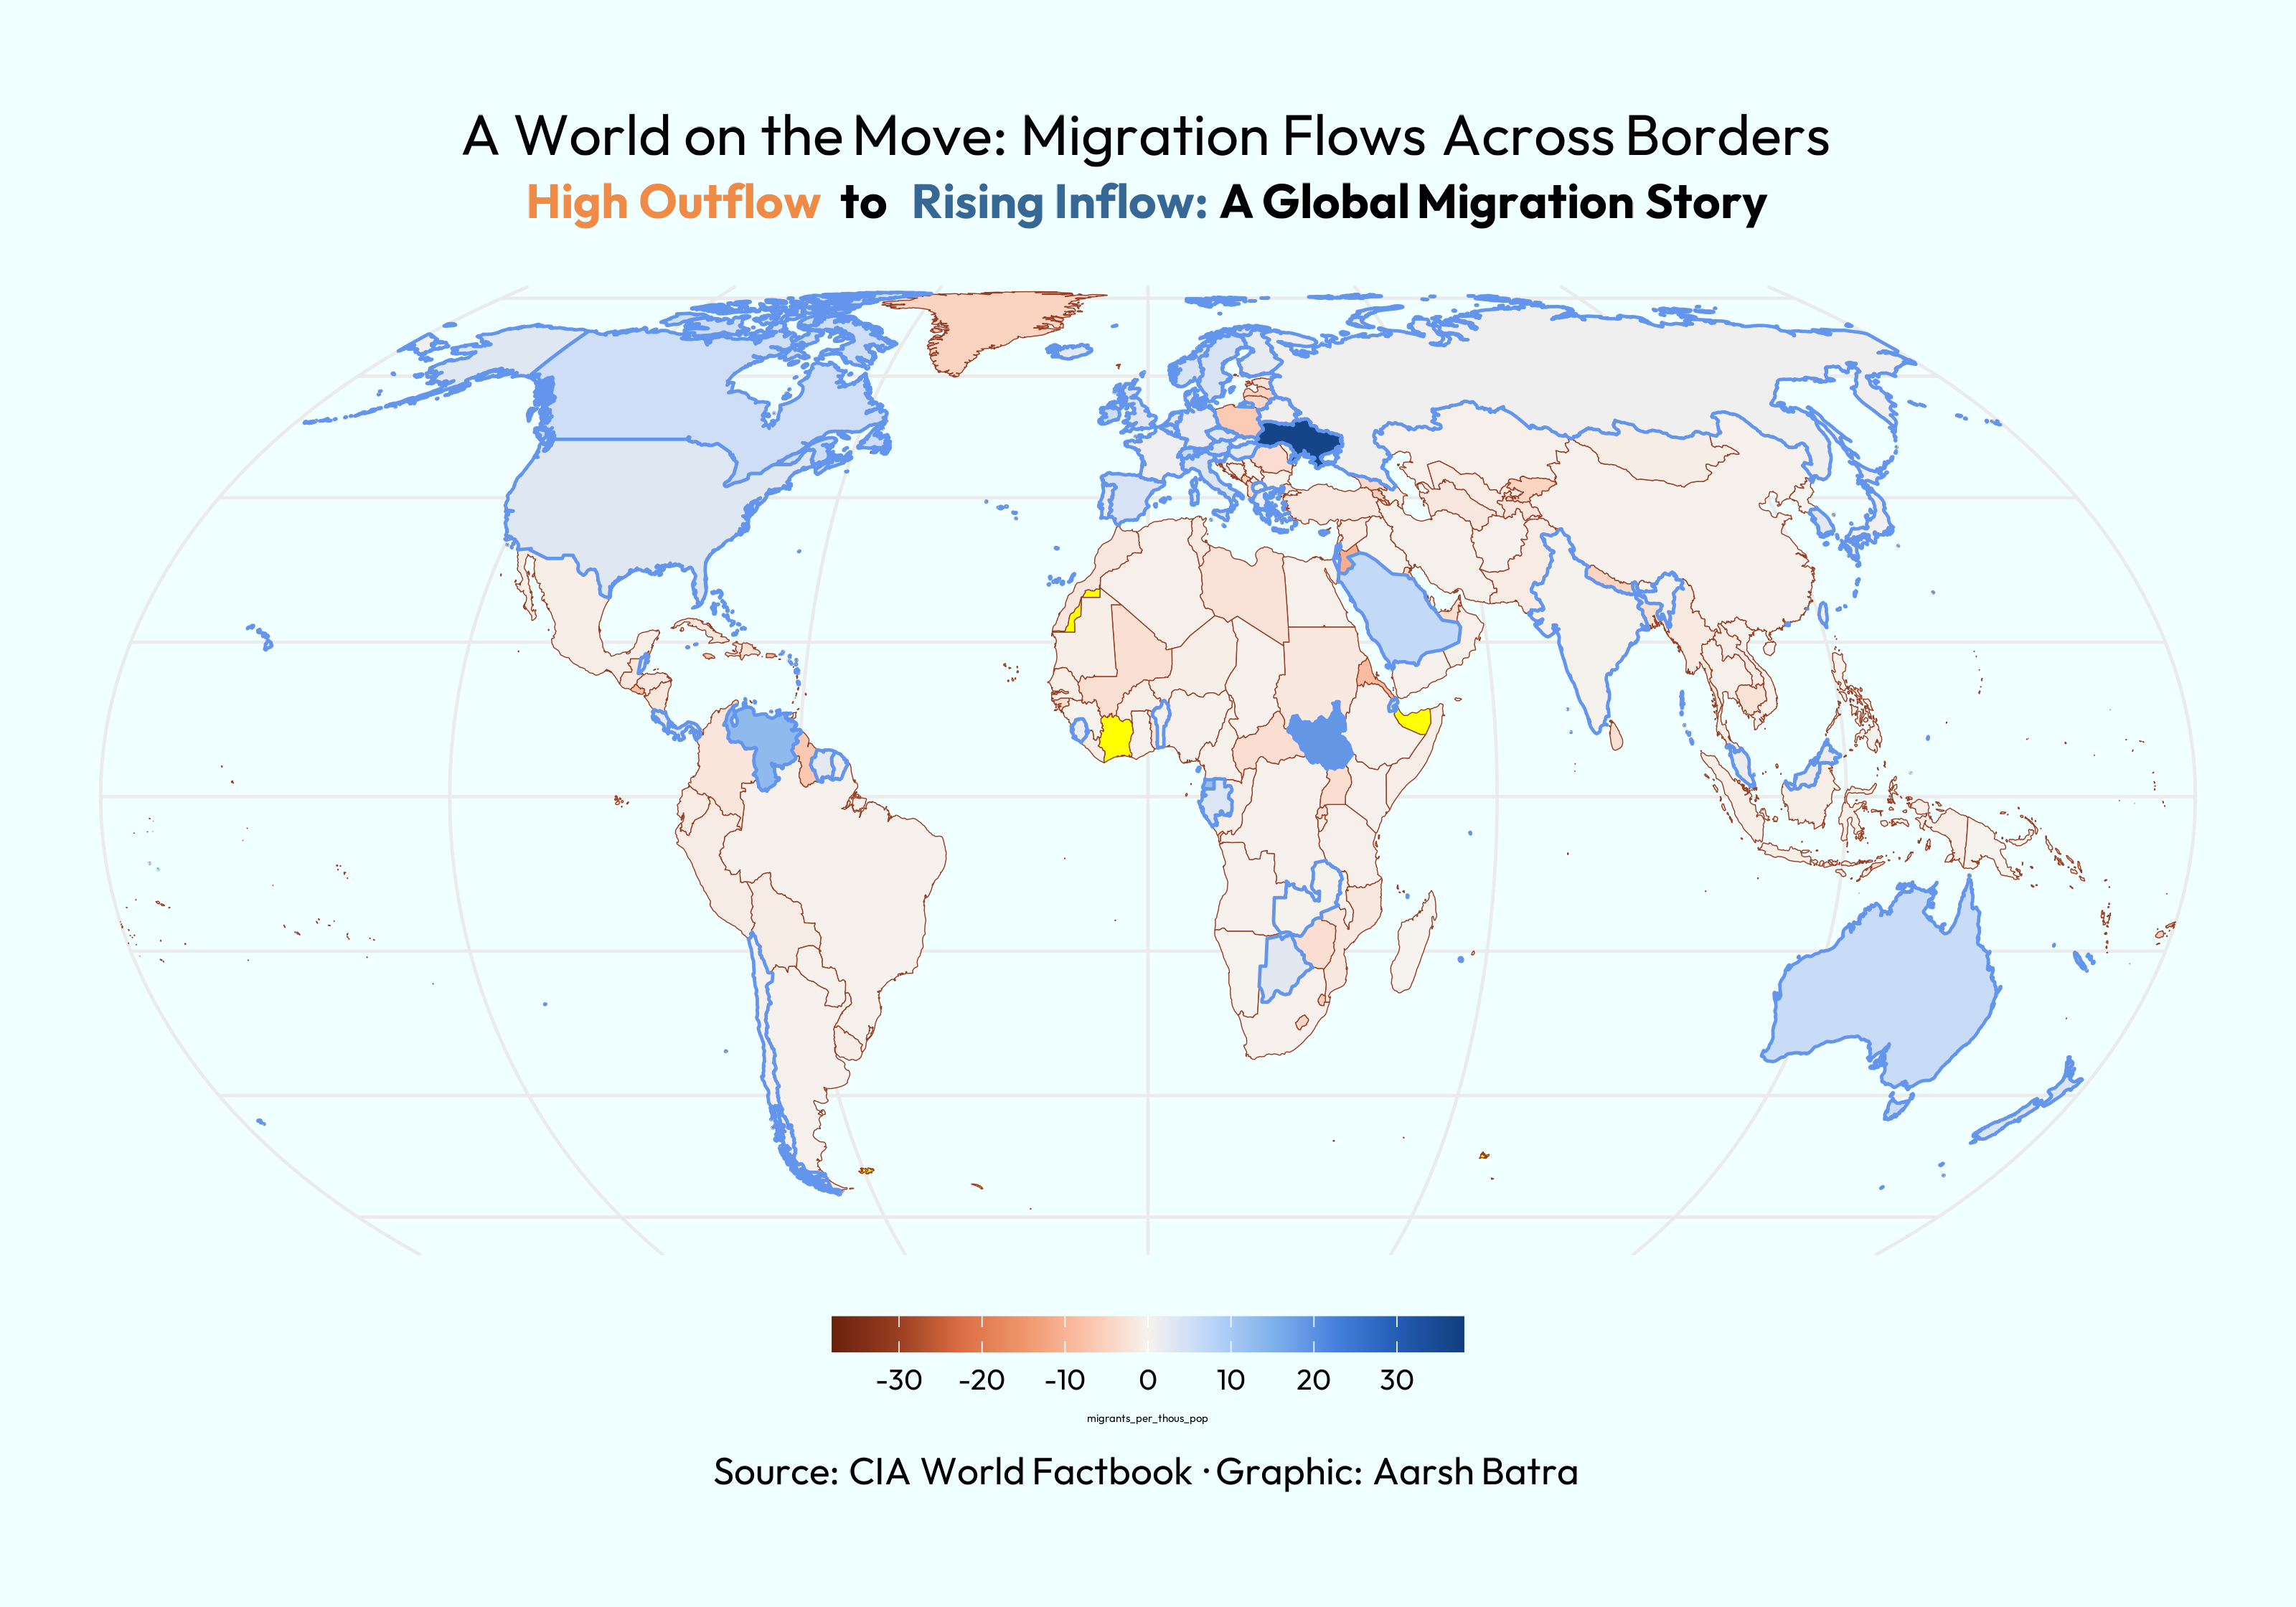 A World on the Move: Migration Flows Across Borders
High Outflow to Rising Inflow: A Global Migration Story
-30 -20 -10 0 10 20 30
migrants_per_thous_pop
Source: CIA World Factbook · Graphic: Aarsh Batra